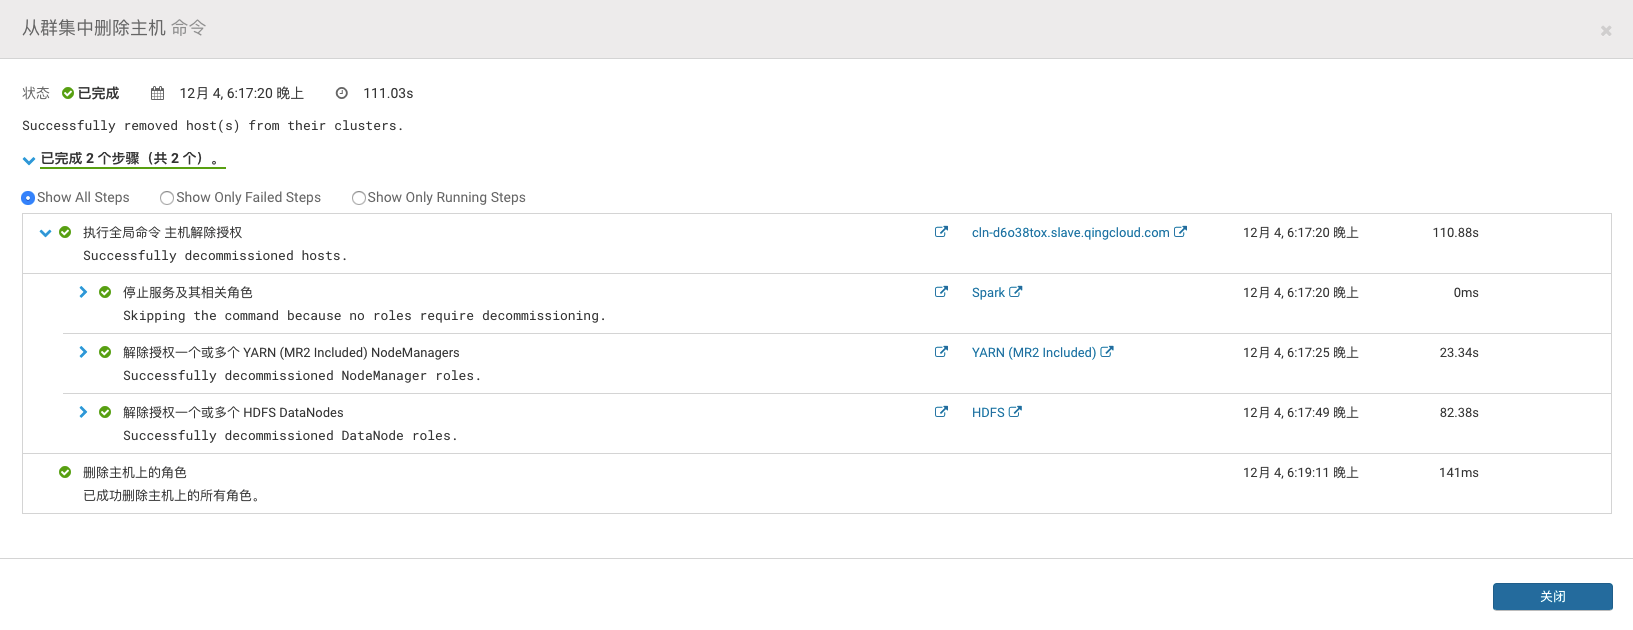 从群集中删除主机 命令
状态 已完成 12月 4, 6:17:20 晚上 111.03s
Successfully removed host(s) from their clusters.
已完成 2 个步骤（共 2 个）。
Show All Steps Show Only Failed Steps Show Only Running Steps
执行全局命令 主机解除授权 cln-d6o38tox.slave.qingcloud.com 12月 4, 6:17:20 晚上 110.88s
Successfully decommissioned hosts.
停止服务及其相关角色 Spark 12月 4, 6:17:20 晚上 0ms
Skipping the command because no roles require decommissioning.
解除授权一个或多个 YARN (MR2 Included) NodeManagers YARN (MR2 Included) 12月 4, 6:17:25 晚上 23.34s
Successfully decommissioned NodeManager roles.
解除授权一个或多个 HDFS DataNodes HDFS 12月 4, 6:17:49 晚上 82.38s
Successfully decommissioned DataNode roles.
删除主机上的角色 12月 4, 6:19:11 晚上 141ms
已成功删除主机上的所有角色。
关闭